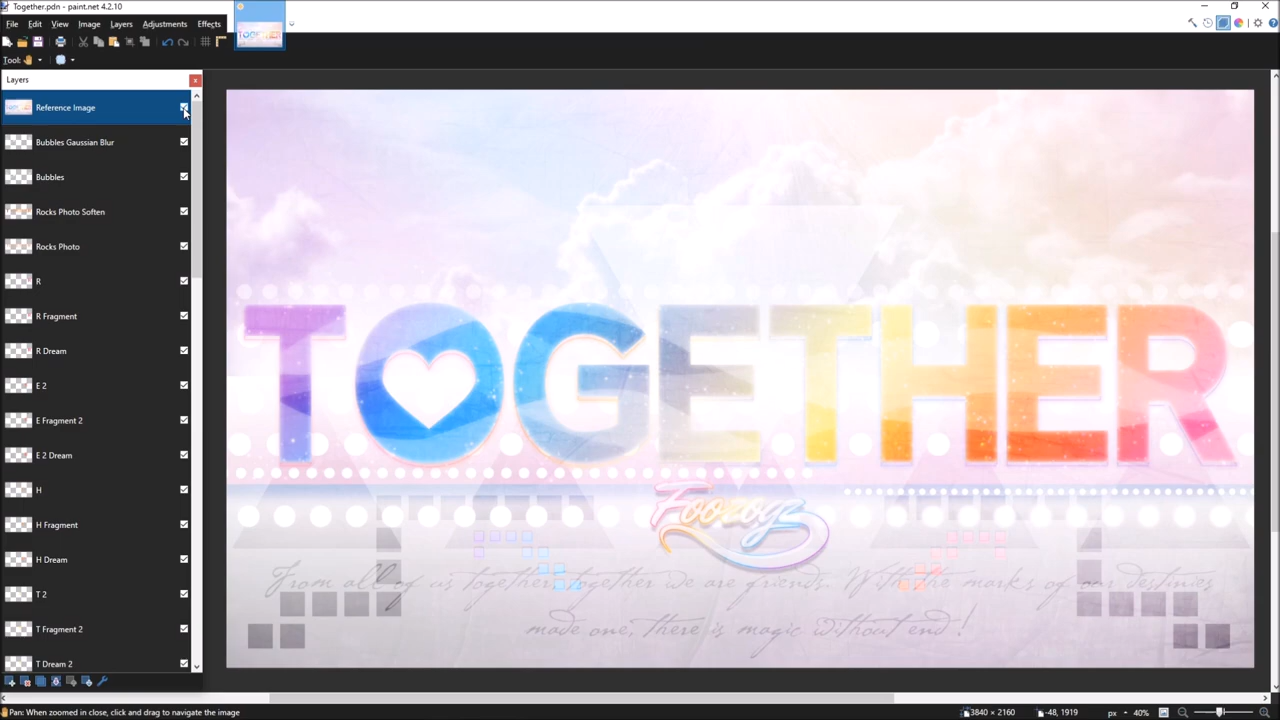 Together.pdn - paint.net 4.2.10
File Edit View Image Layers Adjustments Effects
Tool:
Layers
Reference Image
Bubbles Gaussian Blur
Bubbles
Rocks Photo Soften
Rocks Photo
R
R Fragment
R Dream
E 2
E Fragment 2
E 2 Dream
H
H Fragment
H Dream
T 2
T Fragment 2
T Dream 2
TOGETHER
From all of a together, together we friends. the marks of our destinies
made one, there is magic without end!
Pan: When zoomed in close, click and drag to navigate the image
3840 × 2160
-48, 1919
px
40%